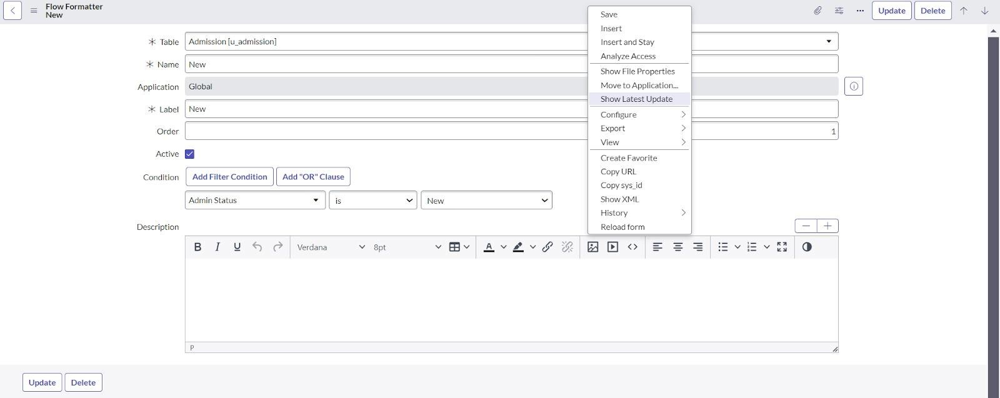 Flow Formatter
New
Update
Delete
Save
Insert
Insert and Stay
Analyze Access
Show File Properties
Move to Application...
Show Latest Update
Configure
Export
View
Create Favorite
Copy URL
Copy sys_id
Show XML
History
Reload form
Table
Admission [u_admission]
Name
New
Application
Global
Label
New
Order
1
Active
Condition
Add Filter Condition
Add "OR" Clause
Admin Status
is
New
Description
B I U Verdana 8pt A
P
Update
Delete